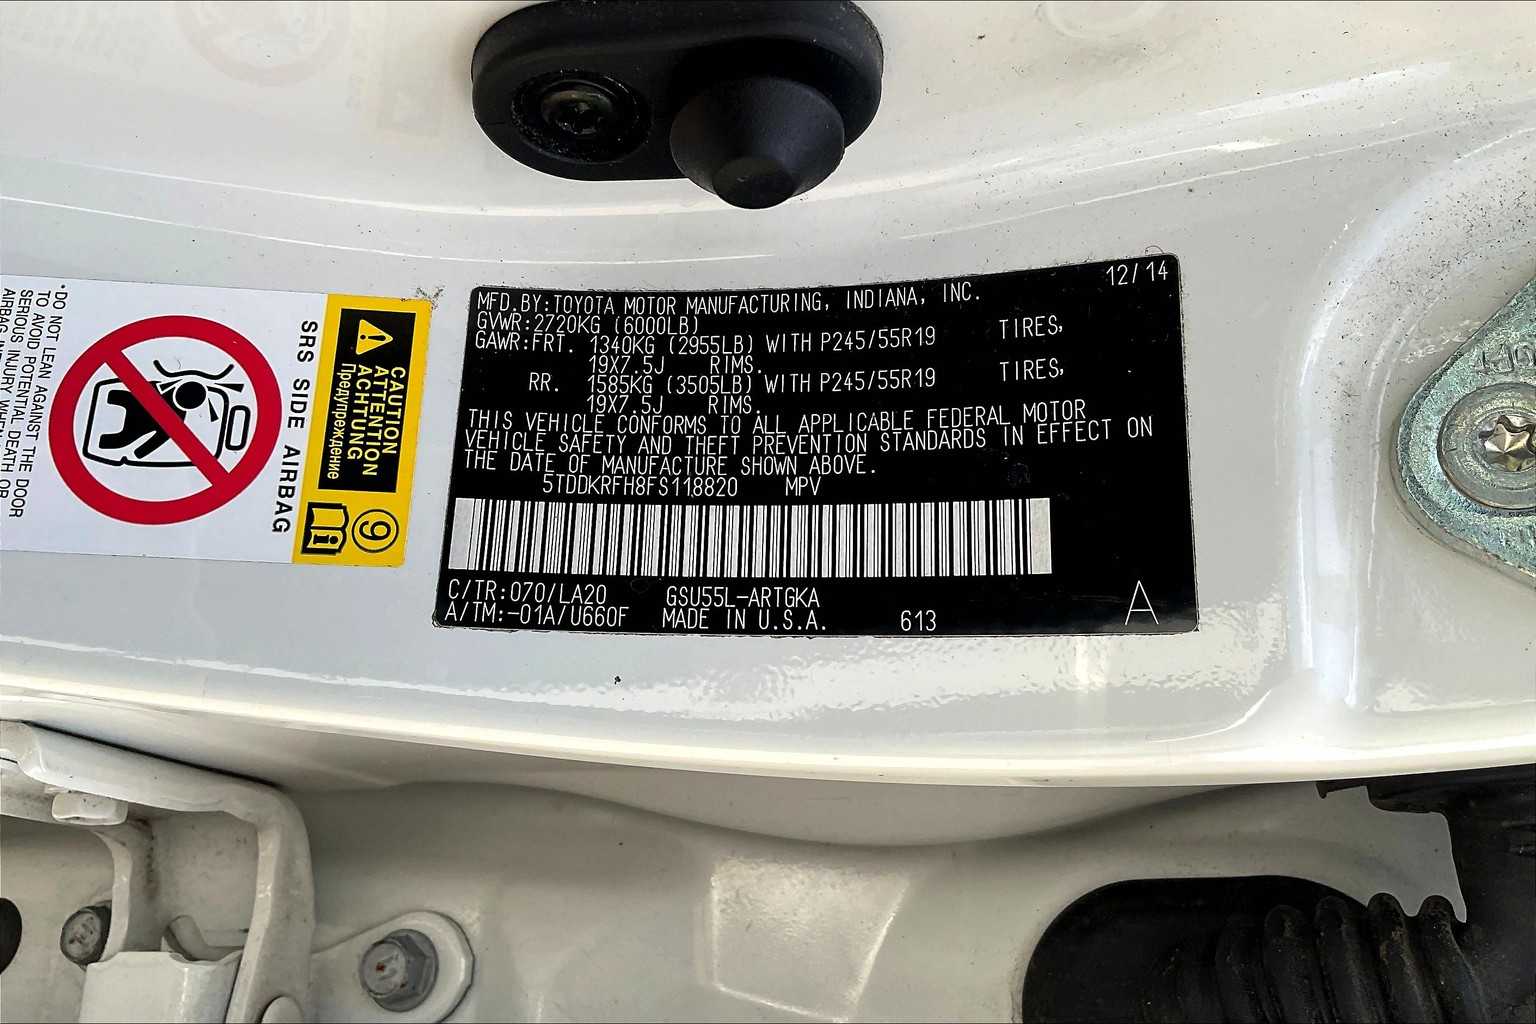 MFD.BY:TOYOTA MOTOR MANUFACTURING, INDIANA, INC. 12/14
GVWR:2720KG (6000LB)
GAWR:FRT. 1340KG (2955LB) WITH P245/55R19 TIRES,
19X7.5J RIMS.
RR. 1585KG (3505LB) WITH P245/55R19 TIRES,
19X7.5J RIMS.
THIS VEHICLE CONFORMS TO ALL APPLICABLE FEDERAL MOTOR
VEHICLE SAFETY AND THEFT PREVENTION STANDARDS IN EFFECT ON
THE DATE OF MANUFACTURE SHOWN ABOVE.
5TDDKRFH8FS118820 MPV
C/TR:070/LA20 GSU55L-ARTGKA
A/TM:-01A/U660F MADE IN U.S.A. 613 A
CAUTION
ATTENTION
ACHTUNG
Предупреждение
9
SRS SIDE AIRBAG
*DO NOT LEAN AGAINST THE DOOR
TO AVOID POTENTIAL DEATH OR
SERIOUS INJURY WHEN DEATH OR
AIRBAG